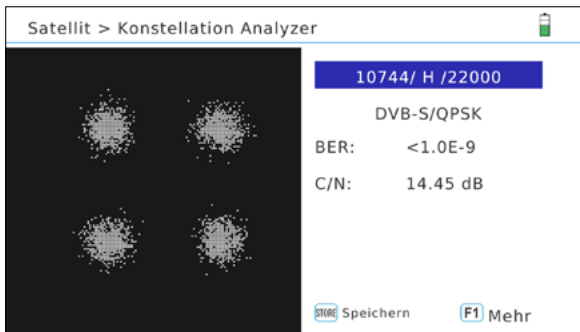 Satellit > Konstellation Analyzer
10744/ H /22000
DVB-S/QPSK
BER: <1.0E-9
C/N: 14.45 dB
STORE Speichern F1 Mehr